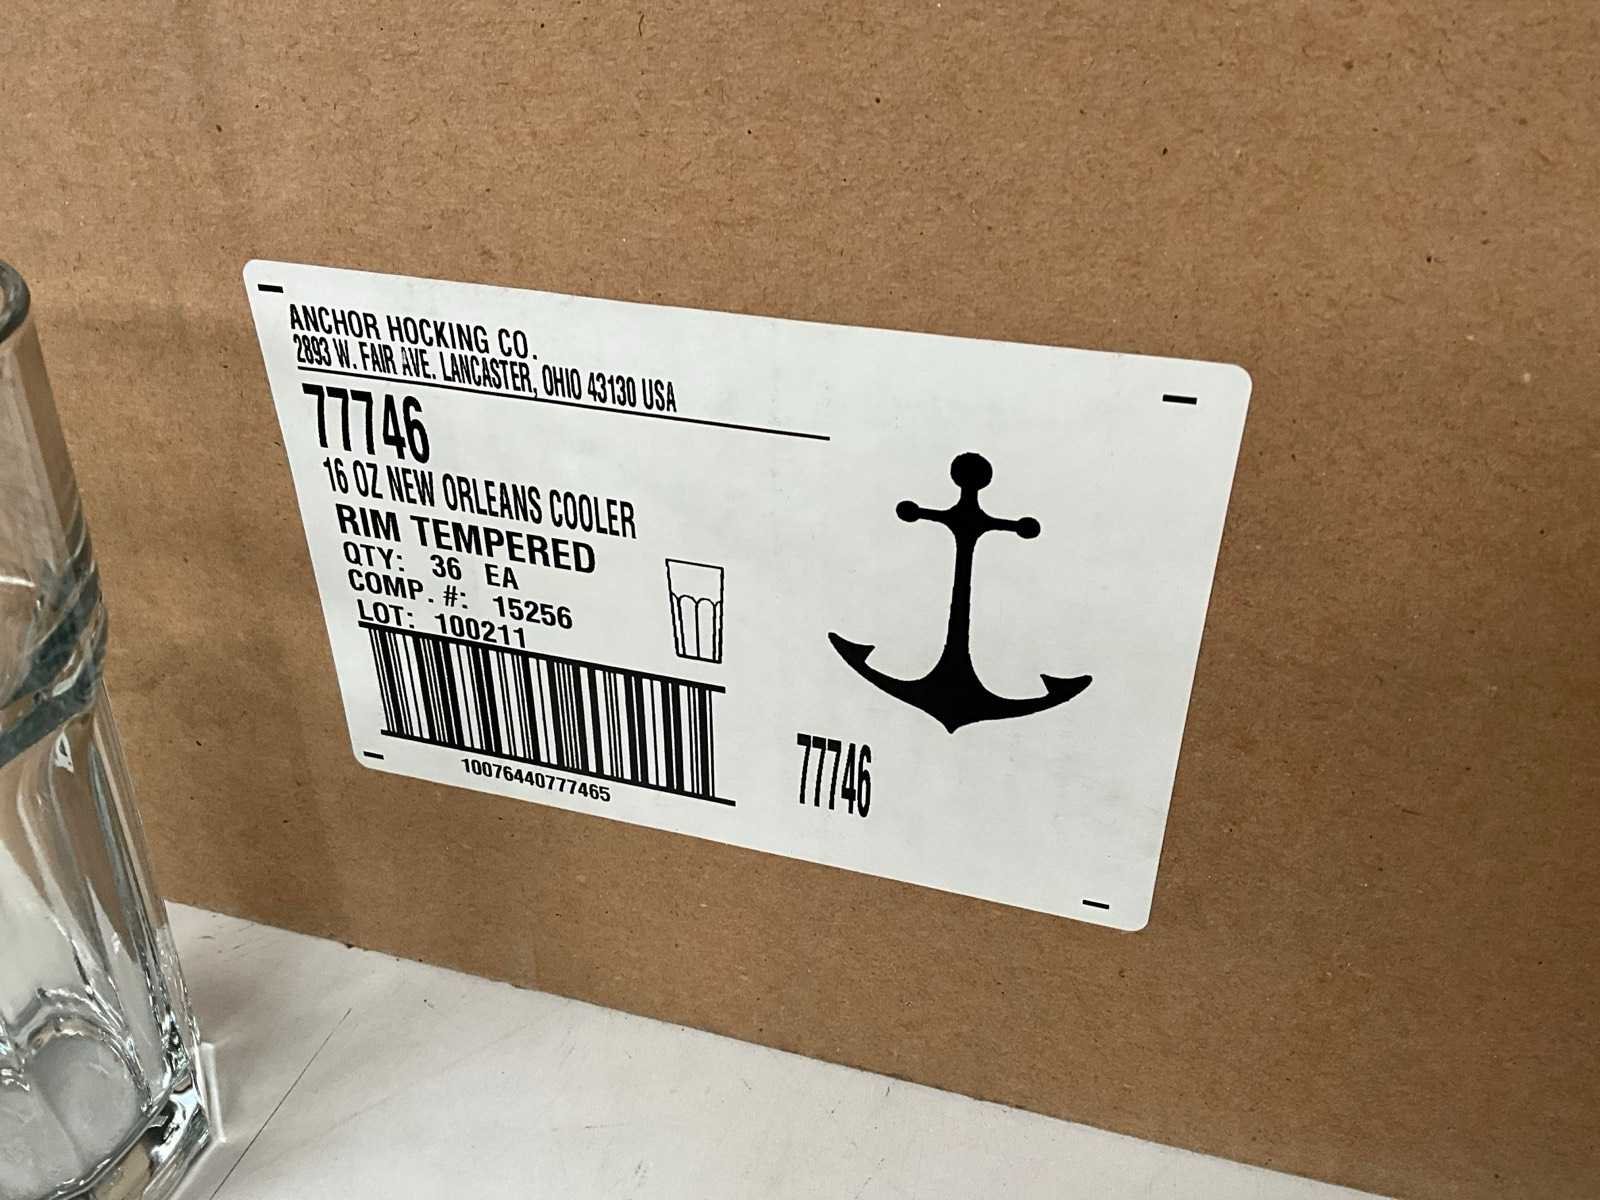 ANCHOR HOCKING CO.
2893 W. FAIR AVE. LANCASTER, OHIO 43130 USA
77746
16 OZ NEW ORLEANS COOLER
RIM TEMPERED
QTY: 36 EA
COMP. #: 15256
LOT: 100211
10076440777465
77746